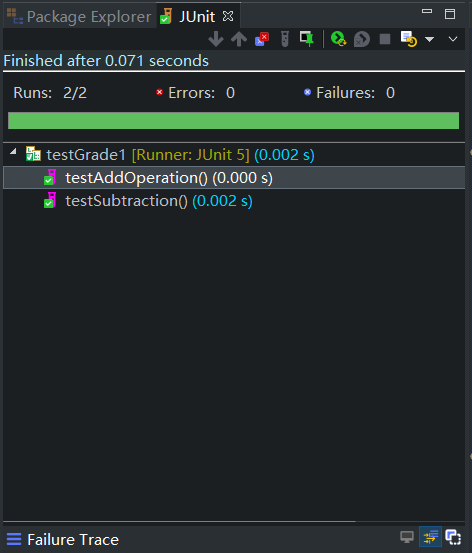 Package Explorer JUnit
Finished after 0.071 seconds
Runs: 2/2 Errors: 0 Failures: 0
testGrade1 [Runner: JUnit 5] (0.002 s)
testAddOperation() (0.000 s)
testSubtraction() (0.002 s)
Failure Trace